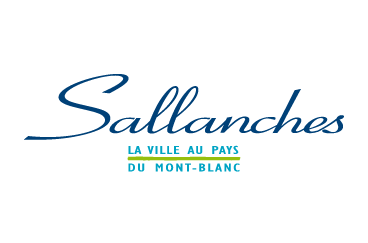 Sallanches
LA VILLE AU PAYS
DU MONT-BLANC